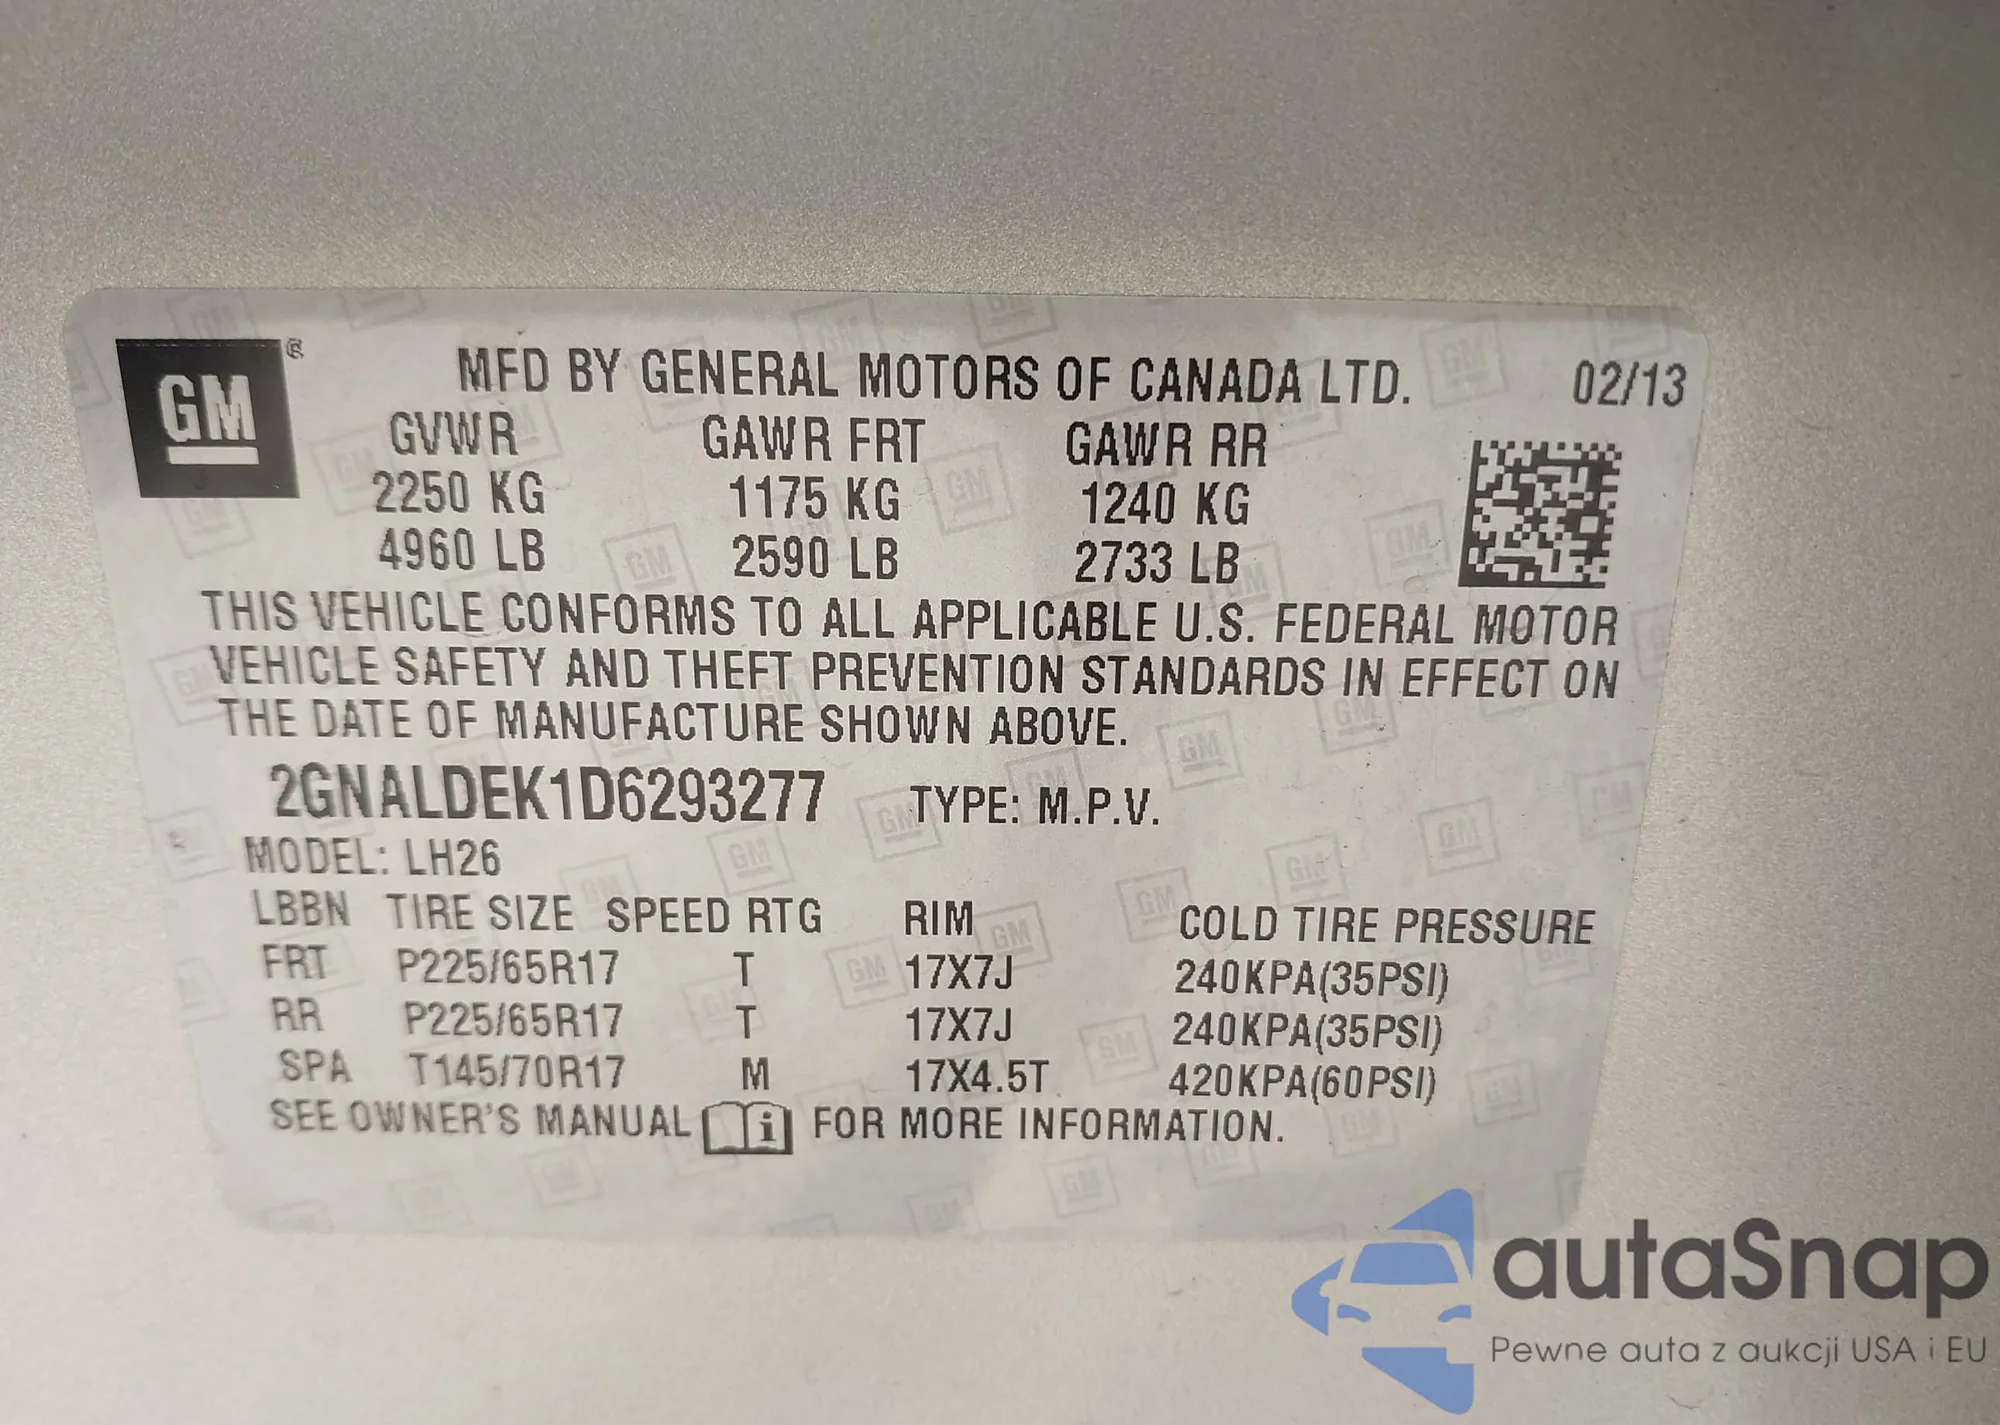 GM ®
MFD BY GENERAL MOTORS OF CANADA LTD. 02/13
GVWR GAWR FRT GAWR RR
2250 KG 1175 KG 1240 KG
4960 LB 2590 LB 2733 LB
THIS VEHICLE CONFORMS TO ALL APPLICABLE U.S. FEDERAL MOTOR
VEHICLE SAFETY AND THEFT PREVENTION STANDARDS IN EFFECT ON
THE DATE OF MANUFACTURE SHOWN ABOVE.
2GNALDEK1D6293277 TYPE: M.P.V.
MODEL: LH26
LBBN TIRE SIZE SPEED RTG RIM COLD TIRE PRESSURE
FRT P225/65R17 T 17X7J 240KPA(35PSI)
RR P225/65R17 T 17X7J 240KPA(35PSI)
SPA T145/70R17 M 17X4.5T 420KPA(60PSI)
SEE OWNER'S MANUAL i FOR MORE INFORMATION.
autaSnap
Pewne auta z aukcji USA i EU